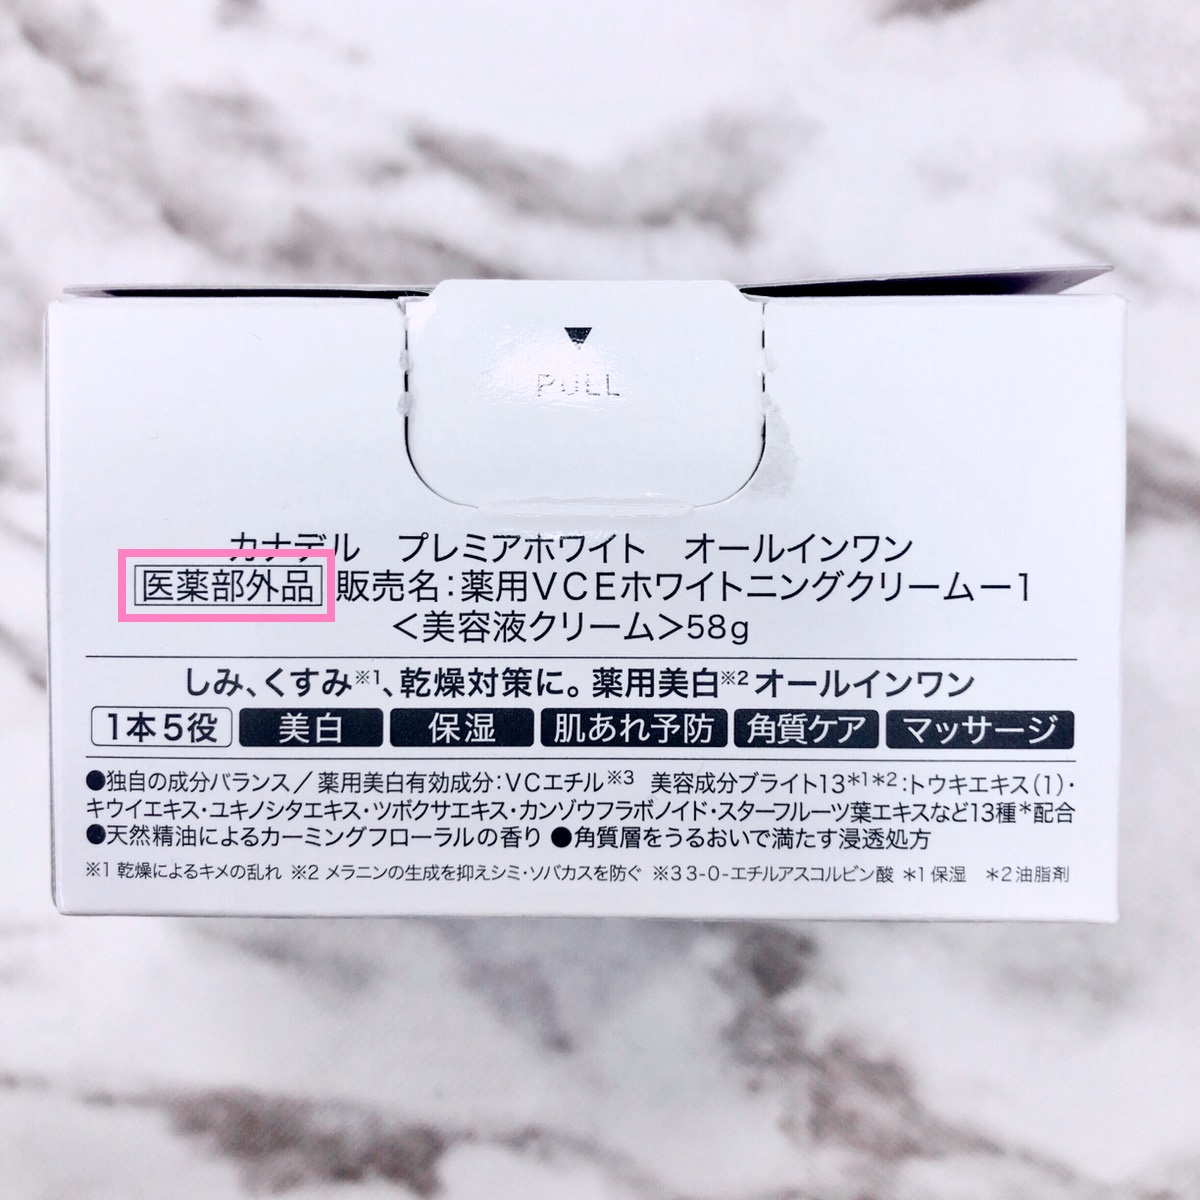 PULL
カナデル プレミアホワイト オールインワン
医薬部外品 販売名:薬用VCEホワイトニングクリームー1
<美容液クリーム>58g
しみ、くすみ※1、乾燥対策に。薬用美白※2オールインワン
1本5役 美白 保湿 肌あれ予防 角質ケア マッサージ
●独自の成分バランス/薬用美白有効成分:VCエチル※3 美容成分ブライト13*1*2:トウキエキス(1)・
キウイエキス・ユキノシタエキス・ツボクサエキス・カンゾウフラボノイド・スターフルーツ葉エキスなど13種*配合
●天然精油によるカーミングフローラルの香り ●角質層をうるおいで満たす浸透処方
※1 乾燥によるキメの乱れ ※2 メラニンの生成を抑えシミ・ソバカスを防ぐ ※3 3-O-エチルアスコルビン酸 *1保湿 *2油脂剤